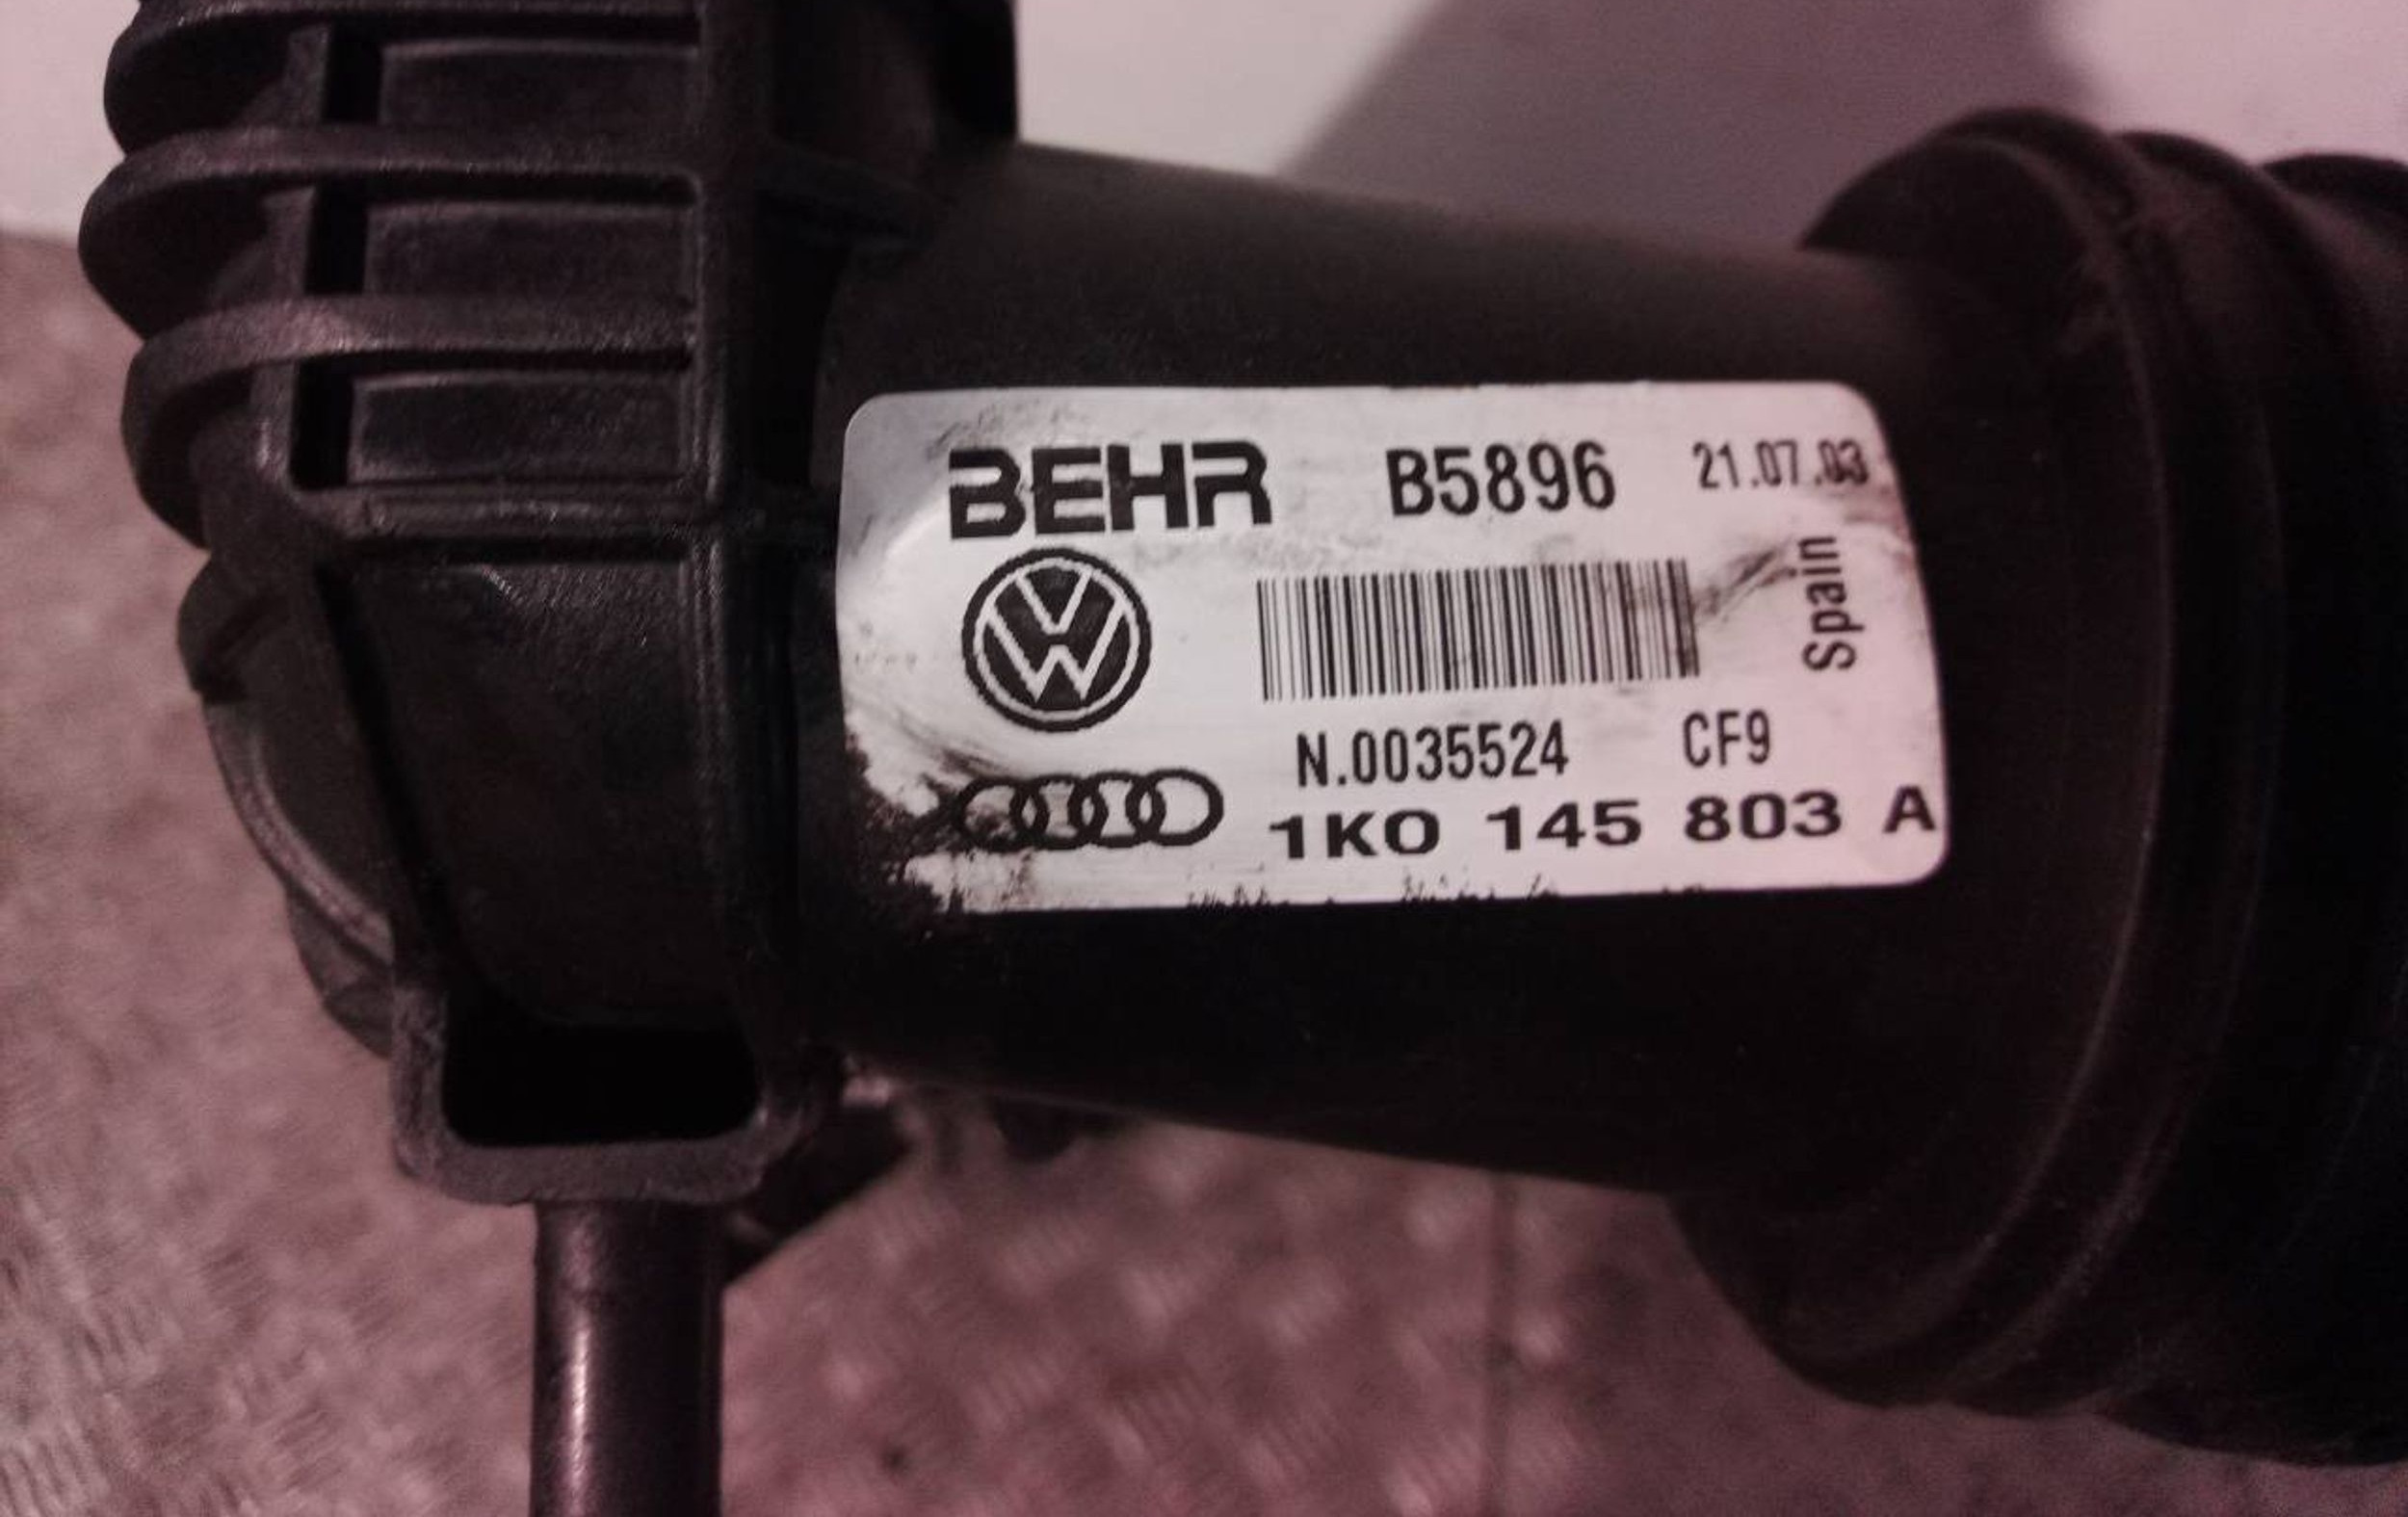 BEHR B5896 21.07.03
Spain
N.0035524 CF9
1K0 145 803 A